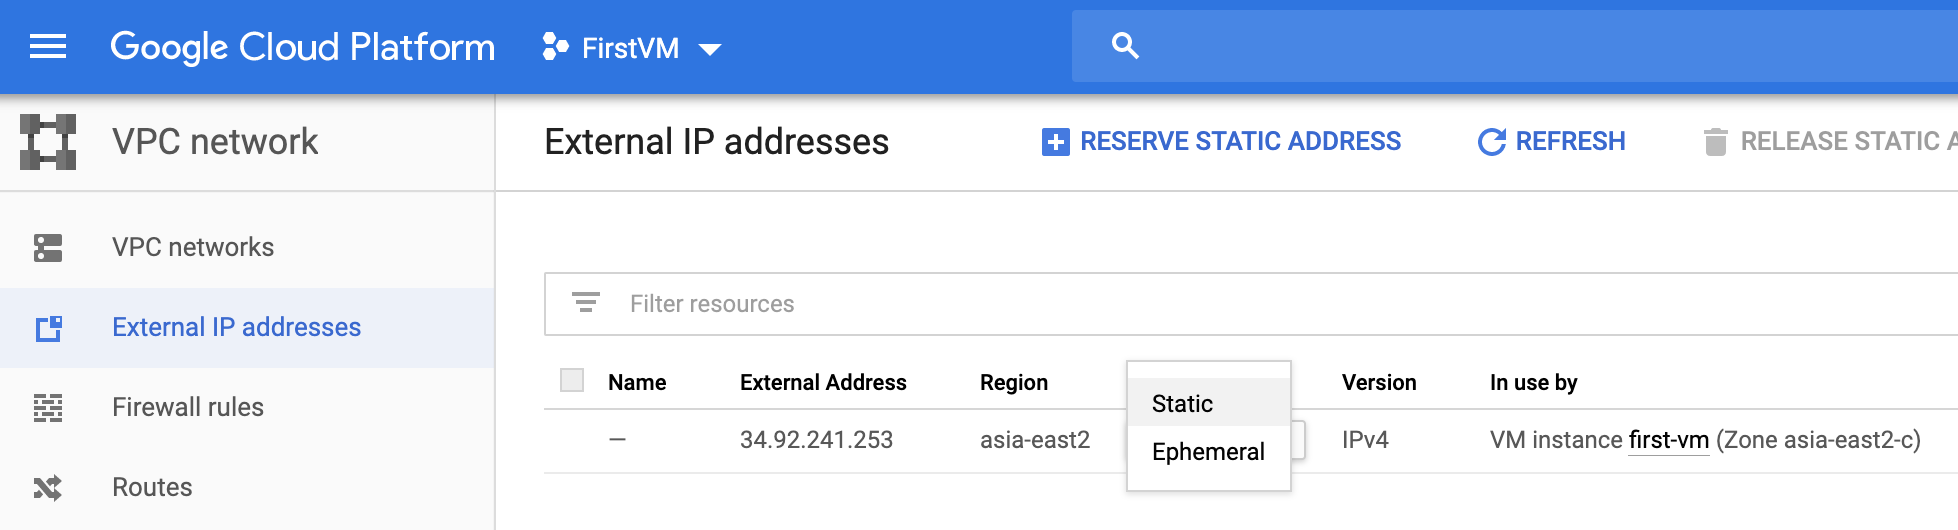 Google Cloud Platform FirstVM
VPC network
External IP addresses RESERVE STATIC ADDRESS REFRESH RELEASE STATIC A
VPC networks
External IP addresses
Firewall rules
Routes
Filter resources
Name External Address Region Version In use by
— 34.92.241.253 asia-east2 IPv4 VM instance first-vm (Zone asia-east2-c)
Static
Ephemeral